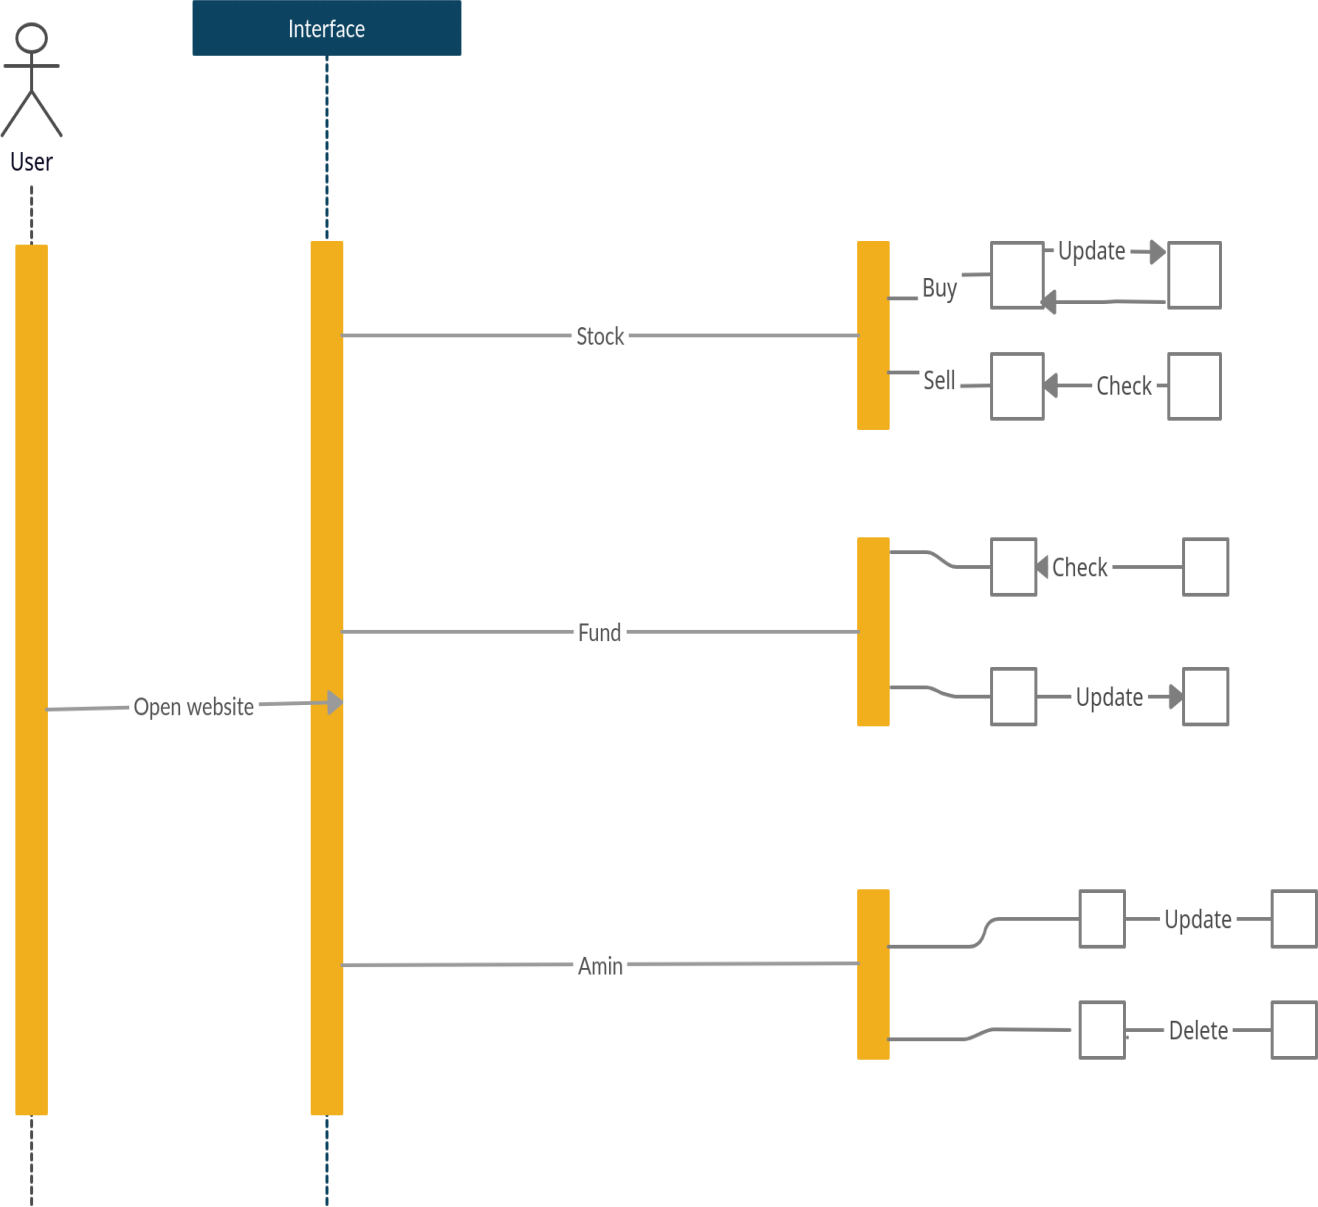 Interface
User
Update
Buy
Stock
Sell
Check
Check
Fund
Update
Open website
Update
Amin
Delete